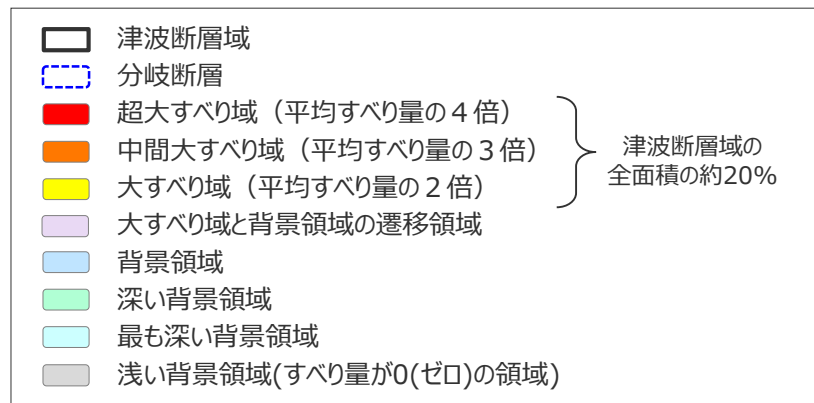 津波断層域
分岐断層
超大すべり域（平均すべり量の４倍）
中間大すべり域（平均すべり量の３倍）
大すべり域（平均すべり量の２倍）
津波断層域の
全面積の約20%
大すべり域と背景領域の遷移領域
背景領域
深い背景領域
最も深い背景領域
浅い背景領域(すべり量が0(ゼロ)の領域)